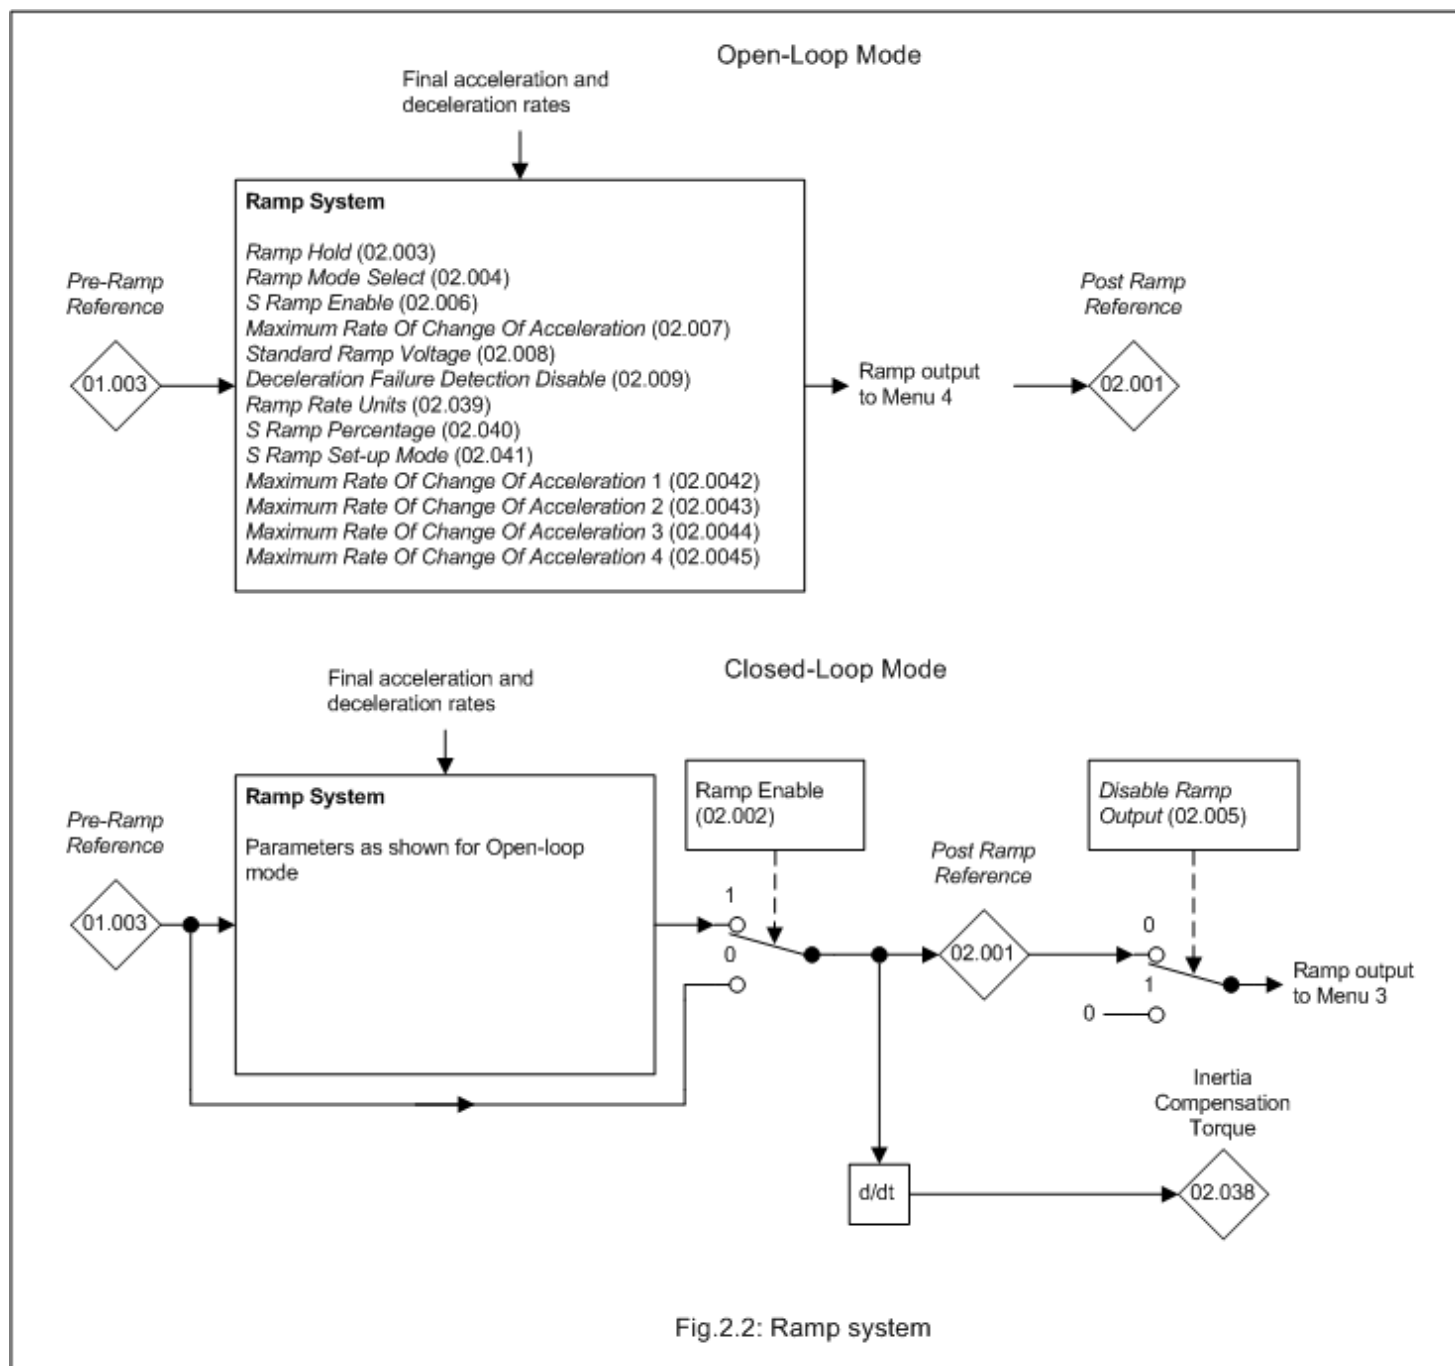 Open-Loop Mode
Final acceleration and
deceleration rates
Ramp System
Ramp Hold (02.003)
Ramp Mode Select (02.004)
S Ramp Enable (02.006)
Maximum Rate Of Change Of Acceleration (02.007)
Standard Ramp Voltage (02.008)
Deceleration Failure Detection Disable (02.009)
Ramp Rate Units (02.039)
S Ramp Percentage (02.040)
S Ramp Set-up Mode (02.041)
Maximum Rate Of Change Of Acceleration 1 (02.0042)
Maximum Rate Of Change Of Acceleration 2 (02.0043)
Maximum Rate Of Change Of Acceleration 3 (02.0044)
Maximum Rate Of Change Of Acceleration 4 (02.0045)
Pre-Ramp
Reference
01.003
Ramp output
to Menu 4
Post Ramp
Reference
02.001
Closed-Loop Mode
Final acceleration and
deceleration rates
Pre-Ramp
Reference
01.003
Ramp System
Parameters as shown for Open-loop
mode
Ramp Enable
(02.002)
1
0
Post Ramp
Reference
02.001
Disable Ramp
Output (02.005)
0
1
0
Ramp output
to Menu 3
d/dt
Inertia
Compensation
Torque
02.038
Fig.2.2: Ramp system